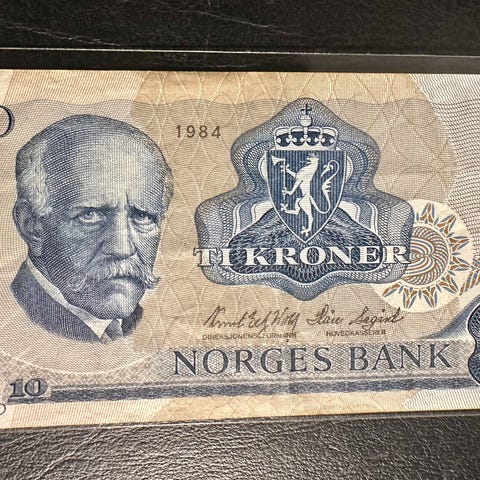 1984
TI KRONER
DIREKSJONENS FORMANN HOVEDKASSERER
NORGES BANK
10